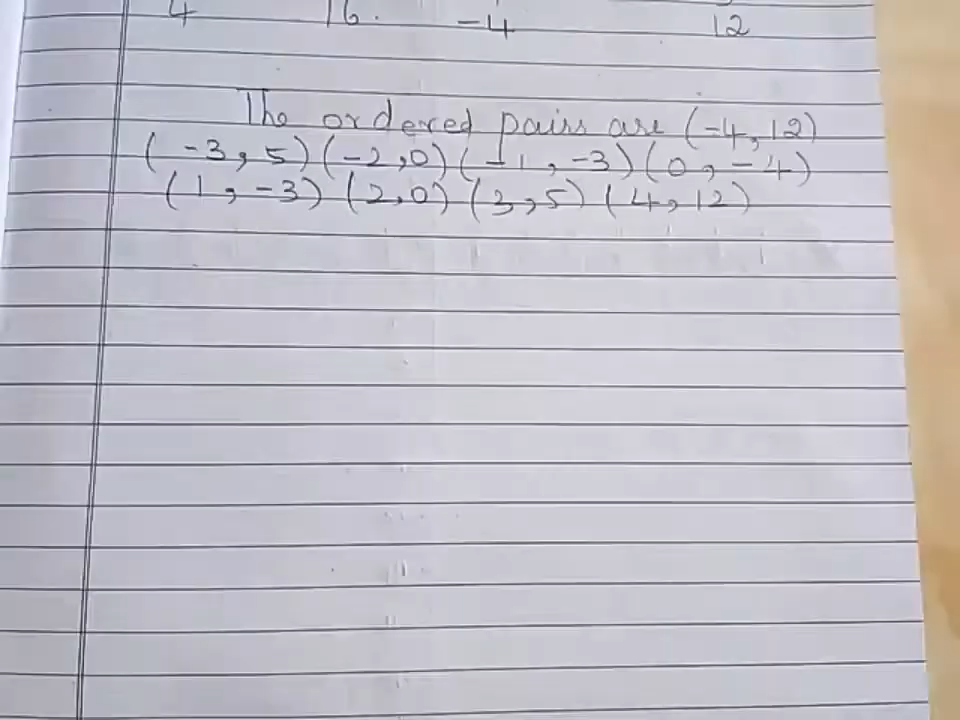 4 16. -4 12
The ordered pairs are (-4, 12)
(-3, 5) (-2, 0) (-1, -3) (0, -4)
(1, -3) (2, 0) (3, 5) (4, 12)